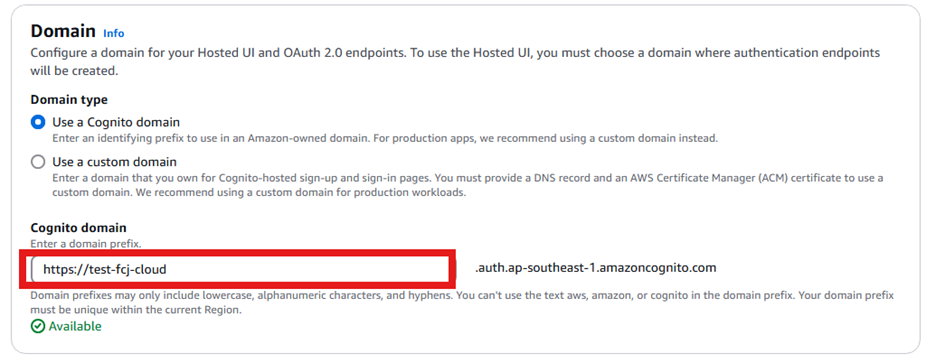 Domain Info
Configure a domain for your Hosted UI and OAuth 2.0 endpoints. To use the Hosted UI, you must choose a domain where authentication endpoints
will be created.
Domain type
Use a Cognito domain
Enter an identifying prefix to use in an Amazon-owned domain. For production apps, we recommend using a custom domain instead.
Use a custom domain
Enter a domain that you own for Cognito-hosted sign-up and sign-in pages. You must provide a DNS record and an AWS Certificate Manager (ACM) certificate to use a
custom domain. We recommend using a custom domain for production workloads.
Cognito domain
Enter a domain prefix.
https://test-fcj-cloud .auth.ap-southeast-1.amazoncognito.com
Domain prefixes may only include lowercase, alphanumeric characters, and hyphens. You can't use the text aws, amazon, or cognito in the domain prefix. Your domain prefix
must be unique within the current Region.
Available